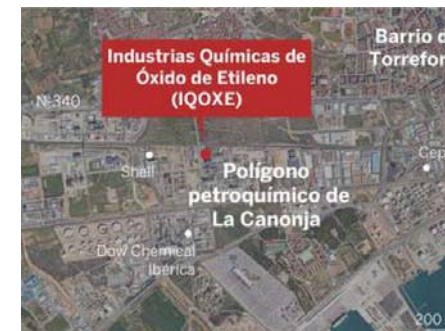 Industrias Químicas de
Óxido de Etileno
(IQOXE)
Barrio d
Torrefor
N-340
Shell
Polígono
petroquímico de
La Canonja
Cep
Dow Chemical
Ibérica
200